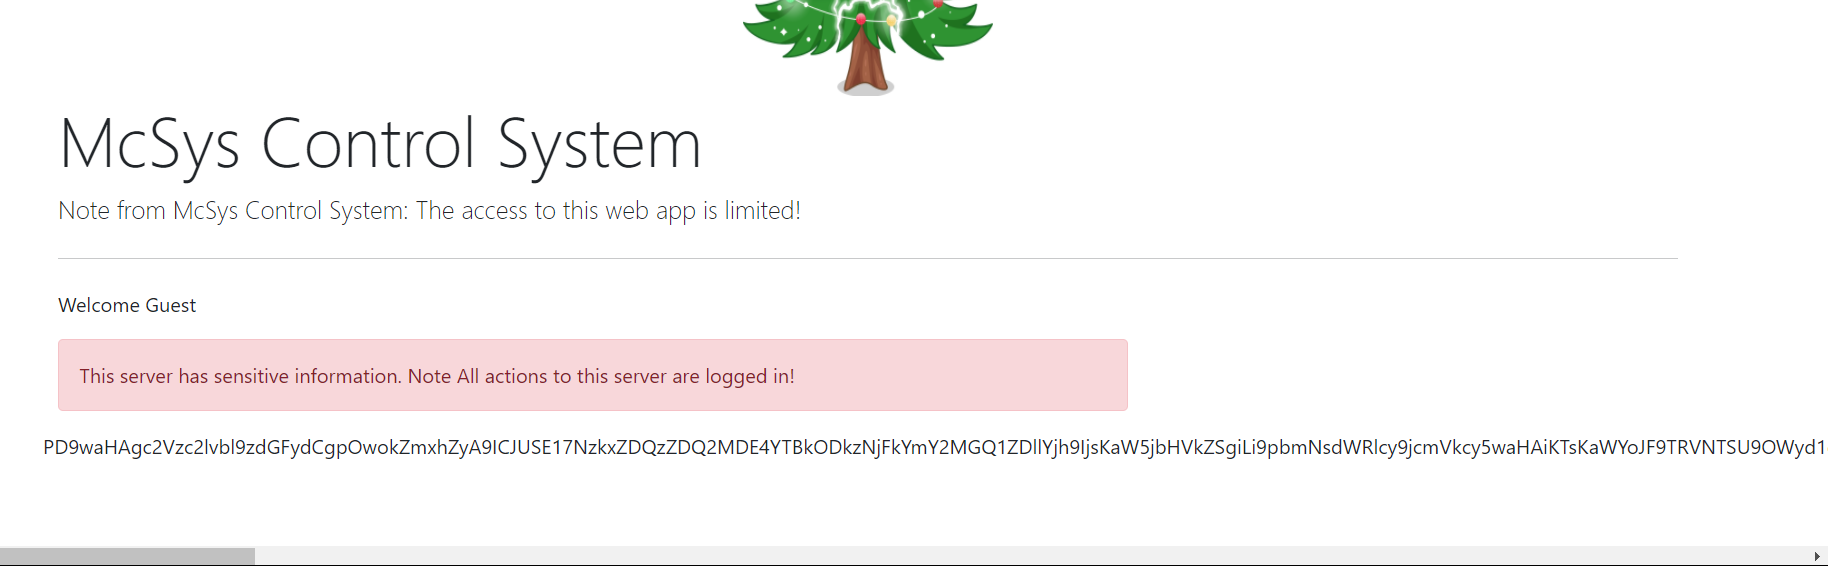 McSys Control System
Note from McSys Control System: The access to this web app is limited!
Welcome Guest
This server has sensitive information. Note All actions to this server are logged in!
PD9waHAgc2Vzc2lvbl9zdGFydCgpOwokZmxhZyA9ICJUSE17NzkxZDQzZDQ2MDE4YTBkODkzNjFkYmY2MGQ1ZDllYjh9IjsKaW5jbHVkZSgiLi9pbmNsdWRlcy9jcmVkcy5waHAiKTsKaWYoJF9TRVNTSU9OWyd1